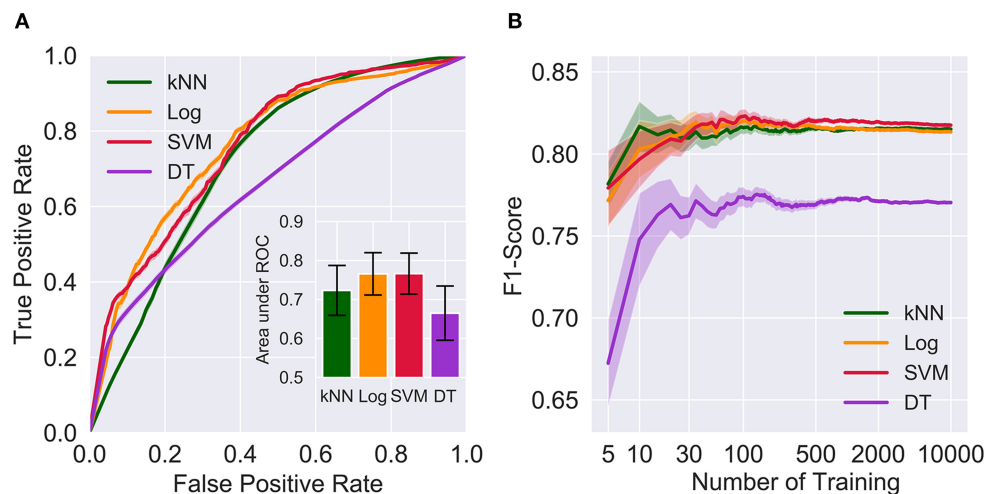 A
True Positive Rate
1.0
0.8
0.6
0.4
0.2
0.0
kNN
Log
SVM
DT
Area under ROC
0.9
0.8
0.7
0.6
0.5
kNN Log SVM DT
0.0 0.2 0.4 0.6 0.8 1.0
False Positive Rate
B
F1-Score
0.85
0.80
0.75
0.70
0.65
kNN
Log
SVM
DT
5 10 30 100 500 2000 10000
Number of Training